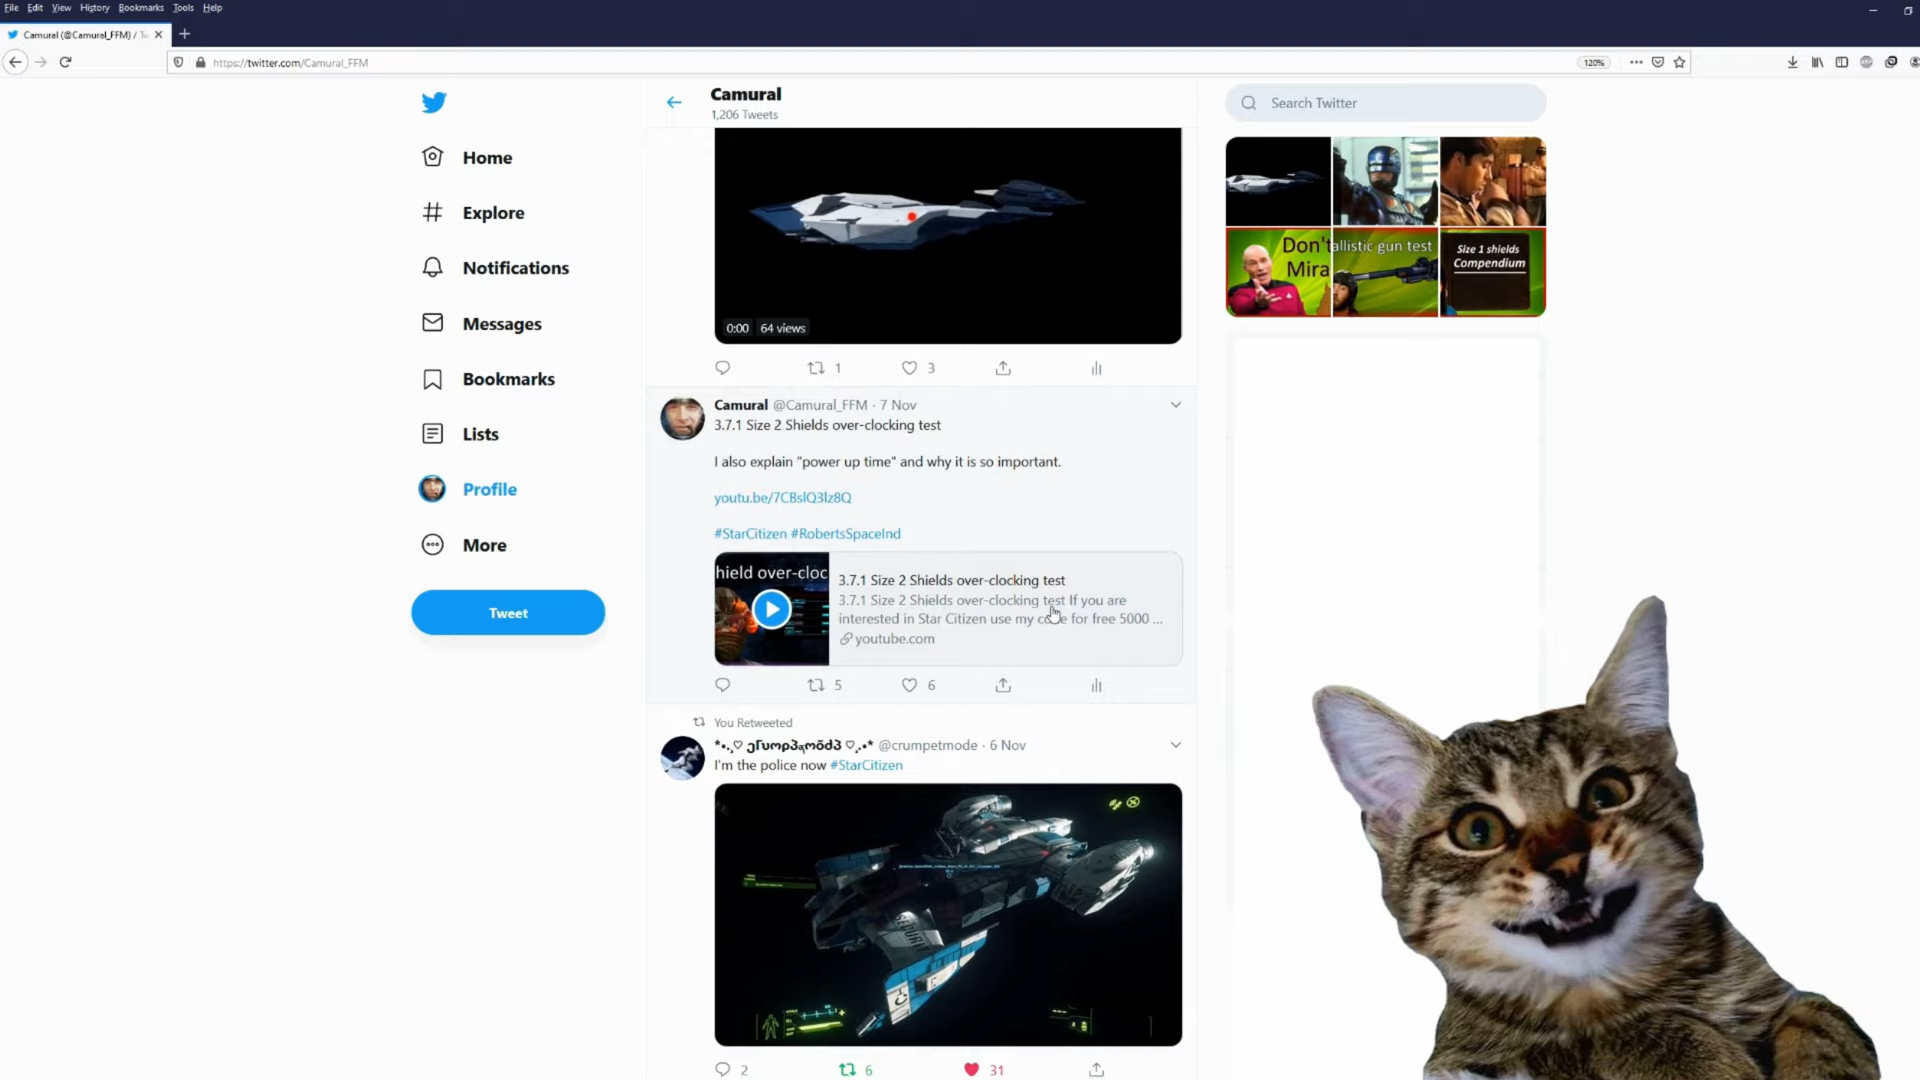 File Edit View History Bookmarks Tools Help
Camural (@Camural_FFM) / Tw
https://twitter.com/Camural_FFM
120%
Camural
1,206 Tweets
Search Twitter
Home
Explore
Notifications
Messages
Bookmarks
Lists
Profile
More
Tweet
0:00 64 views
1 3
Camural @Camural_FFM · 7 Nov
3.7.1 Size 2 Shields over-clocking test
I also explain "power up time" and why it is so important.
youtu.be/7CBslQ3lz8Q
#StarCitizen #RobertsSpaceInd
hield over-cloc
3.7.1 Size 2 Shields over-clocking test
3.7.1 Size 2 Shields over-clocking test If you are
interested in Star Citizen use my code for free 5000 ...
youtube.com
5 6
You Retweeted
@crumpetmode · 6 Nov
I'm the police now #StarCitizen
SECURIT
2 6 31
Don't
Mira
allistic gun test
Size 1 shields
Compendium